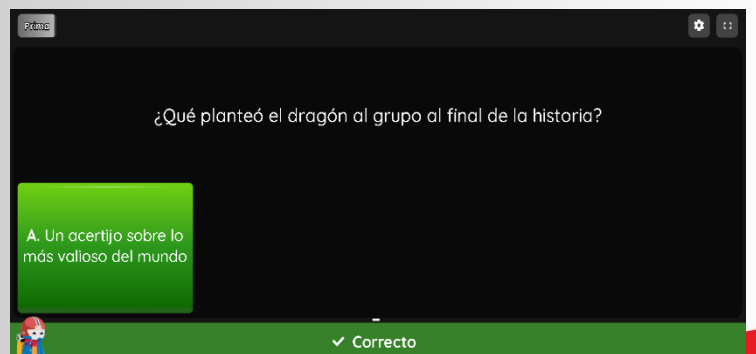 Prime
¿Qué planteó el dragón al grupo al final de la historia?
A. Un acertijo sobre lo
más valioso del mundo
Correcto